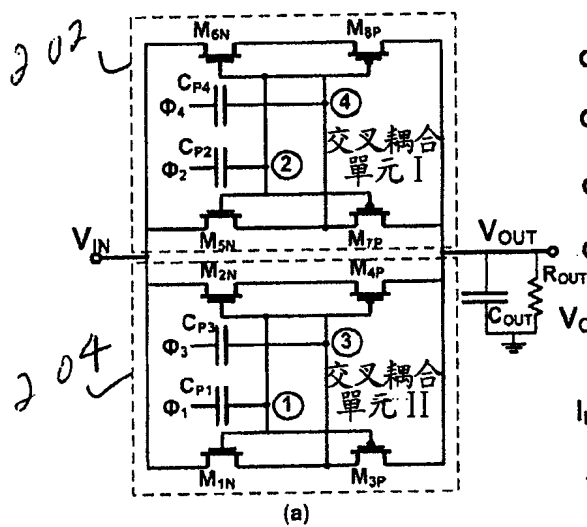 202
M6N
M8P
CP4
Φ4
④
交叉耦合
單元 I
CP2
Φ2
②
M5N
M7P
VIN
VOUT
M2N
M4P
ROUT
COUT
CP3
Φ3
③
交叉耦合
單元 II
CP1
Φ1
①
204
M1N
M3P
(a)